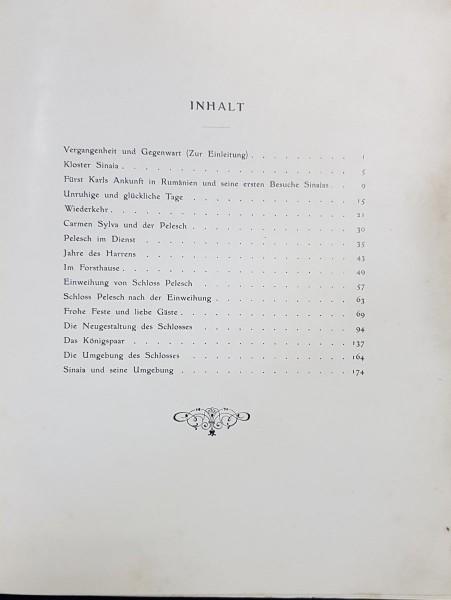 INHALT
Vergangenheit und Gegenwart (Zur Einleitung) . . . . . . . . 1
Kloster Sinaia . . . . . . . . . . . . . . . . . . . . 5
Fürst Karls Ankunft in Rumänien und seine ersten Besuche Sinaias . . 9
Unruhige und glückliche Tage . . . . . . . . . . . . . 15
Wiederkehr . . . . . . . . . . . . . . . . . . . . . 21
Carmen Sylva und der Pelesch . . . . . . . . . . . . . 30
Pelesch im Dienst . . . . . . . . . . . . . . . . . . 35
Jahre des Harrens . . . . . . . . . . . . . . . . . . 43
Im Forsthause . . . . . . . . . . . . . . . . . . . . 49
Einweihung von Schloss Pelesch . . . . . . . . . . . . 57
Schloss Pelesch nach der Einweihung . . . . . . . . . . 63
Frohe Feste und liebe Gäste . . . . . . . . . . . . . . 69
Die Neugestaltung des Schlosses . . . . . . . . . . . . 94
Das Königspaar . . . . . . . . . . . . . . . . . . . 137
Die Umgebung des Schlosses . . . . . . . . . . . . . 164
Sinaia und seine Umgebung . . . . . . . . . . . . . . 174